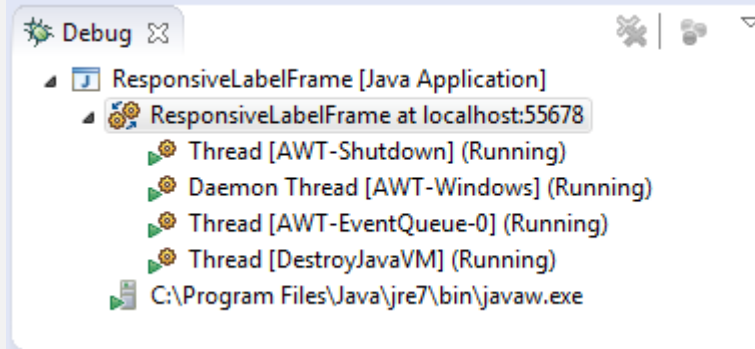 Debug
ResponsiveLabelFrame [Java Application]
ResponsiveLabelFrame at localhost:55678
Thread [AWT-Shutdown] (Running)
Daemon Thread [AWT-Windows] (Running)
Thread [AWT-EventQueue-0] (Running)
Thread [DestroyJavaVM] (Running)
C:\Program Files\Java\jre7\bin\javaw.exe